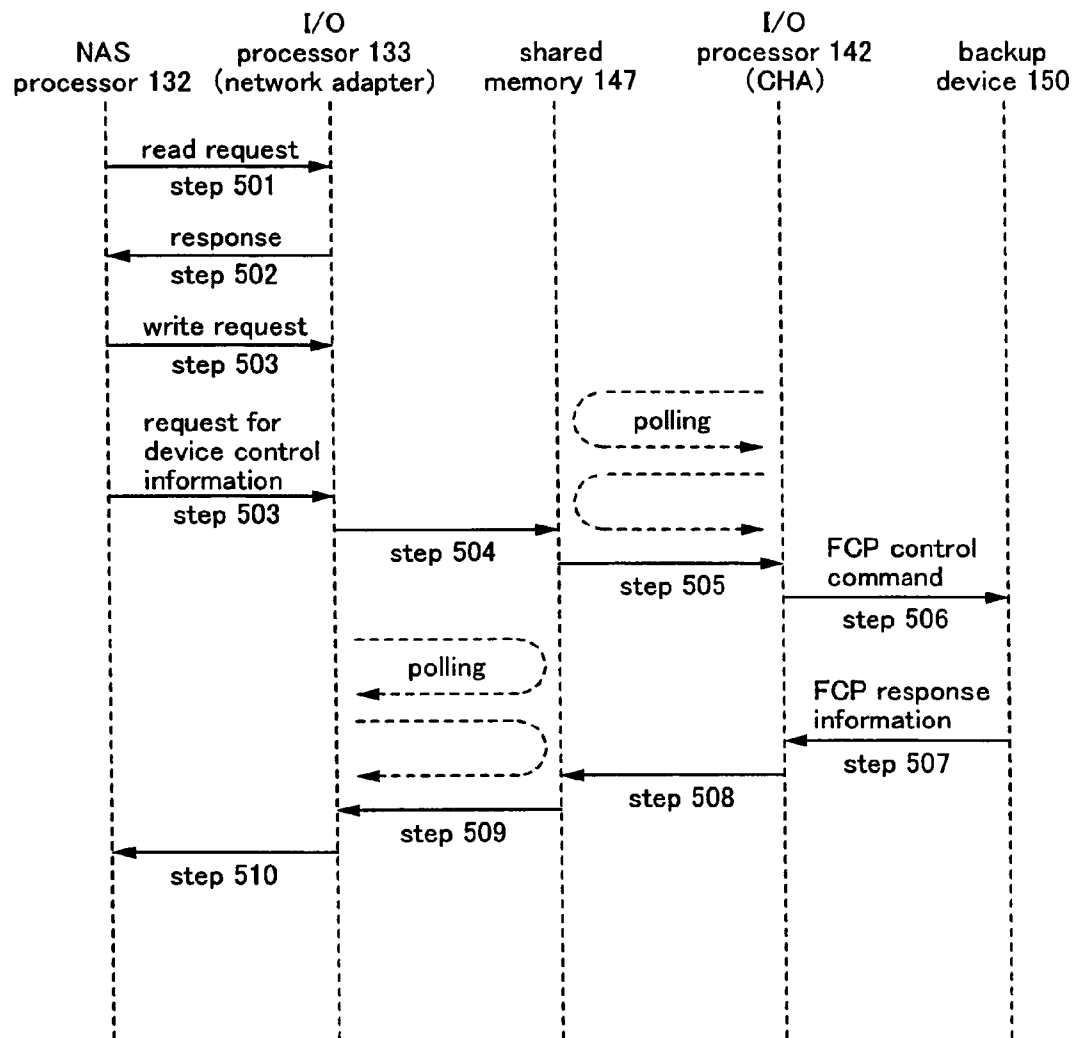 NAS
processor 132
I/O
processor 133
(network adapter)
shared
memory 147
I/O
processor 142
(CHA)
backup
device 150
read request
step 501
response
step 502
write request
step 503
polling
request for
device control
information
step 503
step 504
step 505
FCP control
command
step 506
polling
FCP response
information
step 507
step 508
step 509
step 510